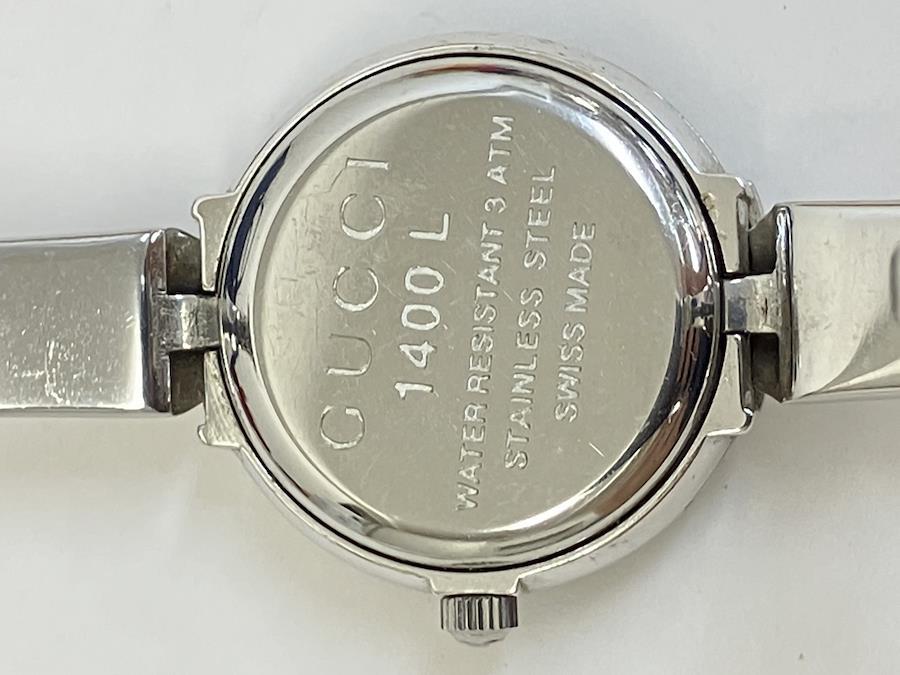 GUCCI
1400 L
WATER RESISTANT 3 ATM
STAINLESS STEEL
SWISS MADE